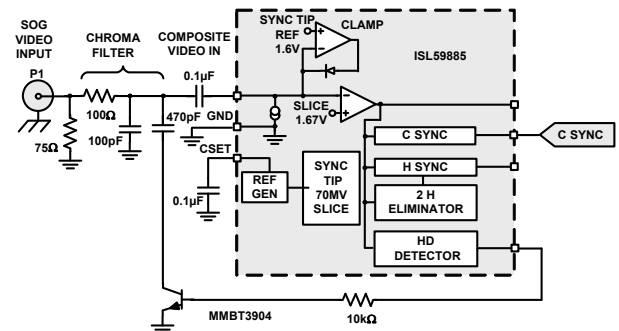 SOG
VIDEO
INPUT
P1
CHROMA
FILTER
COMPOSITE
VIDEO IN
0.1µF
100Ω
75Ω
100pF
470pF
GND
CSET
0.1µF
SYNC TIP
REF
1.6V
CLAMP
ISL59885
SLICE
1.67V
REF
GEN
SYNC
TIP
70MV
SLICE
C SYNC
H SYNC
2 H
ELIMINATOR
HD
DETECTOR
C SYNC
MMBT3904
10kΩ